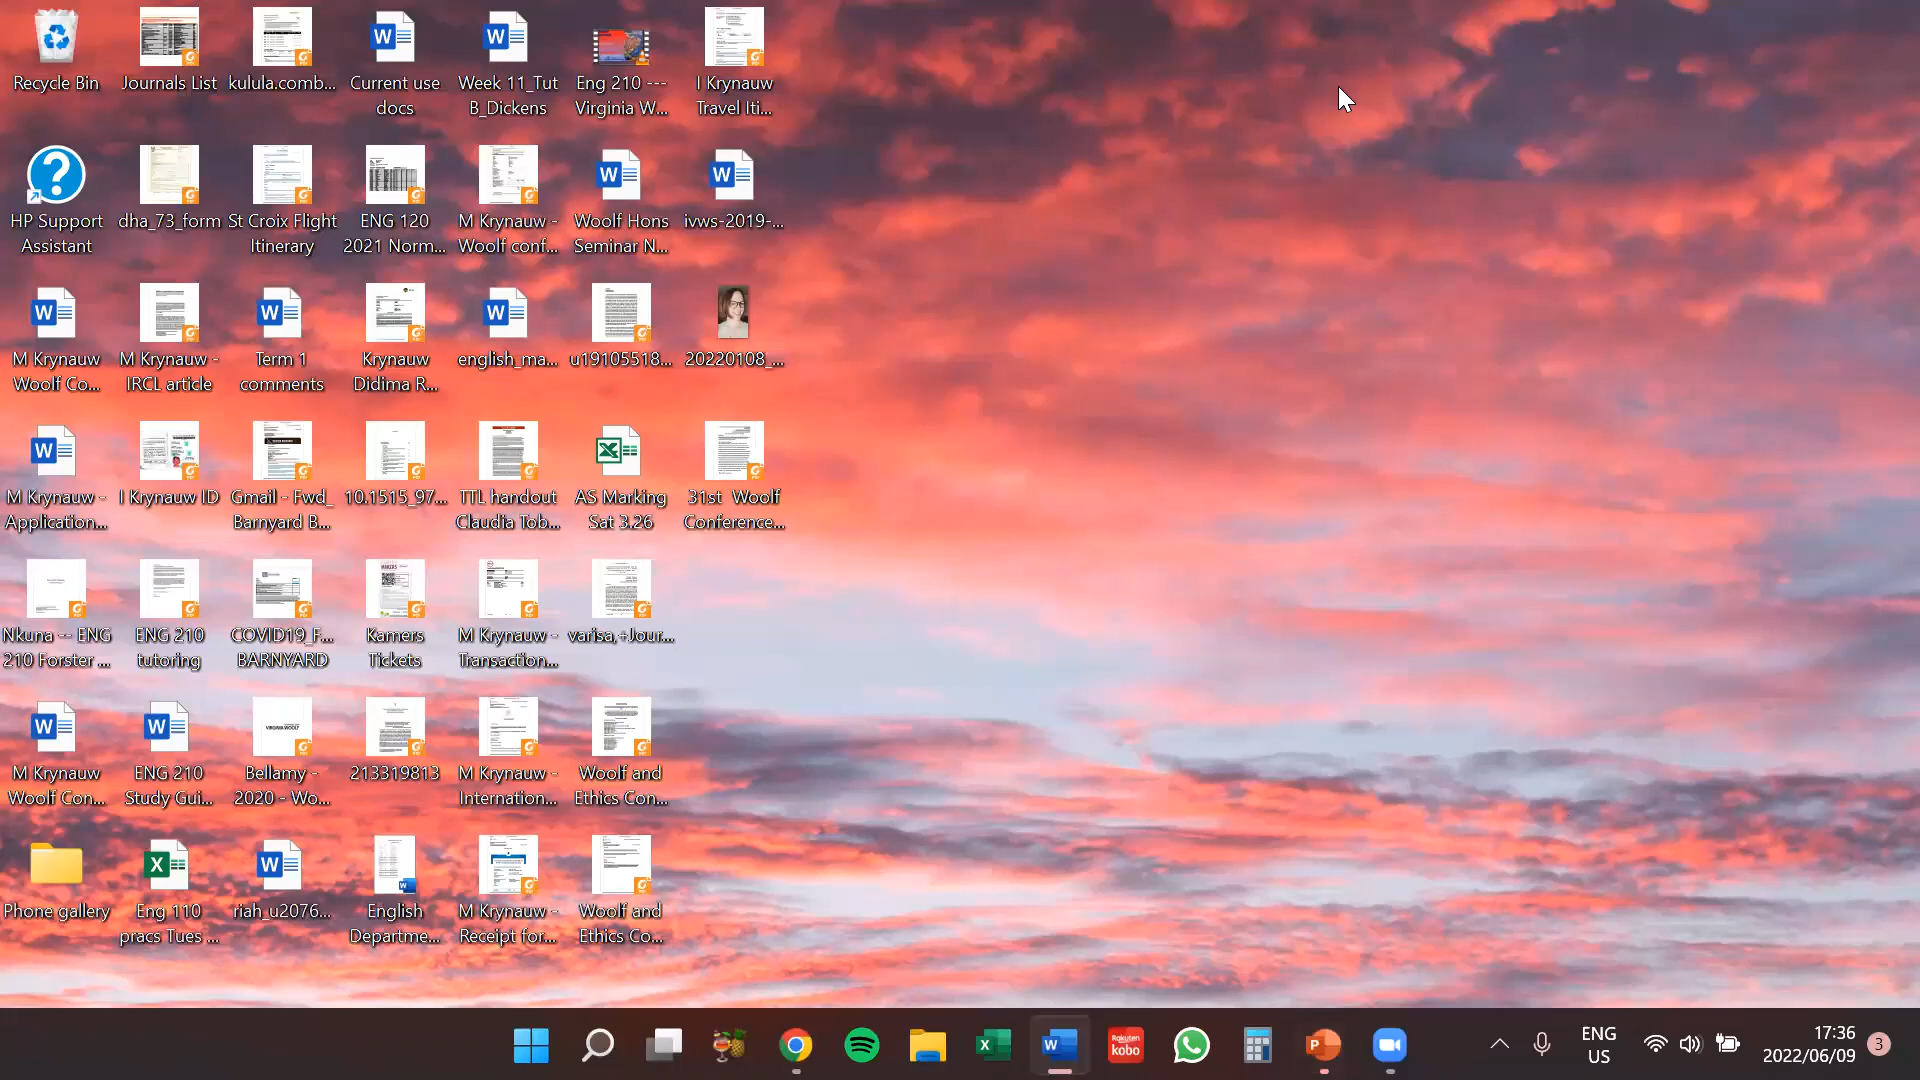 Recycle Bin
Journals List
kulula.comb...
Current use
docs
Week 11_Tut
B_Dickens
Eng 210 ---
Virginia W...
I Krynauw
Travel Iti...
HP Support
Assistant
dha_73_form
St Croix Flight
Itinerary
ENG 120
2021 Norm...
M Krynauw -
Woolf conf...
Woolf Hons
Seminar N...
ivws-2019-...
M Krynauw
Woolf Co...
M Krynauw -
IRCL article
Term 1
comments
Krynauw
Didima R...
english_ma...
u19105518...
20220108_...
M Krynauw -
Application...
I Krynauw ID
Gmail - Fwd_
Barnyard B...
10.1515_97...
TTL handout
Claudia Tob...
AS Marking
Sat 3.26
31st Woolf
Conference...
Nkuna -- ENG
210 Forster ...
ENG 210
tutoring
COVID19_F...
BARNYARD
Kamers
Tickets
M Krynauw -
Transaction...
varisa,+Jour...
M Krynauw
Woolf Con...
ENG 210
Study Gui...
VIRGINIA WOOLF
Bellamy -
2020 - Wo...
213319813
M Krynauw -
Internation...
Woolf and
Ethics Con...
Phone gallery
Eng 110
pracs Tues ...
riah_u2076...
English
Departme...
M Krynauw -
Receipt for...
Woolf and
Ethics Co...
Rakuten
kobo
ENG
US
17:36
2022/06/09
3